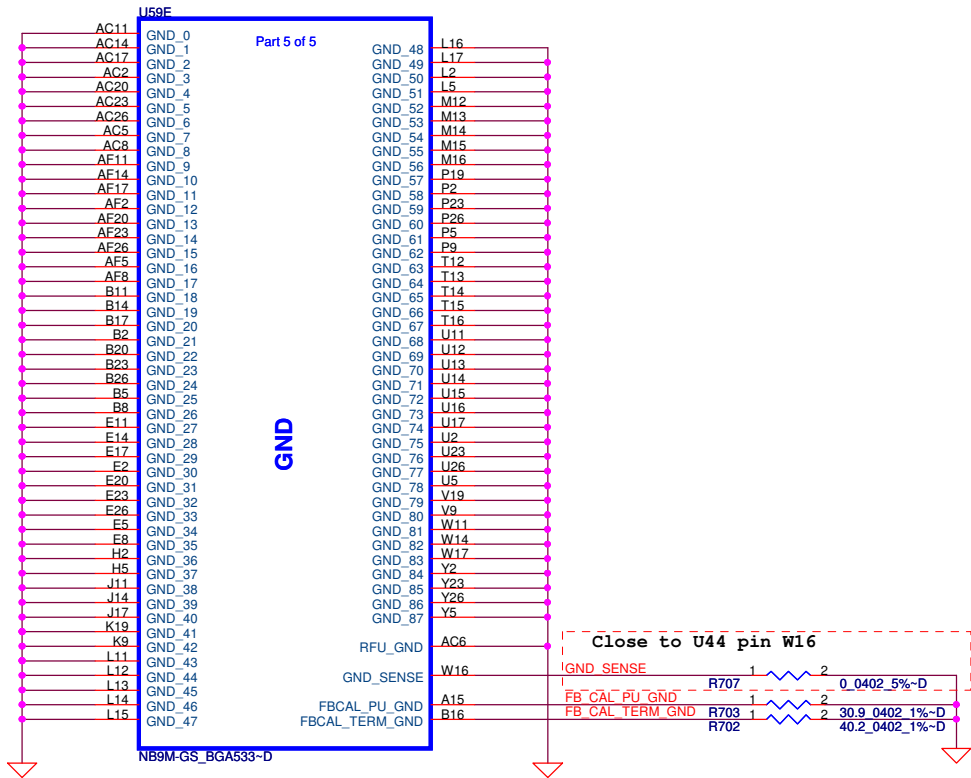 U59E
Part 5 of 5
AC11 GND_0
AC14 GND_1
AC17 GND_2
AC2 GND_3
AC20 GND_4
AC23 GND_5
AC26 GND_6
AC5 GND_7
AC8 GND_8
AF11 GND_9
AF14 GND_10
AF17 GND_11
AF2 GND_12
AF20 GND_13
AF23 GND_14
AF26 GND_15
AF5 GND_16
AF8 GND_17
B11 GND_18
B14 GND_19
B17 GND_20
B2 GND_21
B20 GND_22
B23 GND_23
B26 GND_24
B5 GND_25
B8 GND_26
E11 GND_27
E14 GND_28
E17 GND_29
E2 GND_30
E20 GND_31
E23 GND_32
E26 GND_33
E5 GND_34
E8 GND_35
H2 GND_36
H5 GND_37
J11 GND_38
J14 GND_39
J17 GND_40
K19 GND_41
K9 GND_42
L11 GND_43
L12 GND_44
L13 GND_45
L14 GND_46
L15 GND_47
GND
GND_48 L16
GND_49 L17
GND_50 L2
GND_51 L5
GND_52 M12
GND_53 M13
GND_54 M14
GND_55 M15
GND_56 M16
GND_57 P19
GND_58 P2
GND_59 P23
GND_60 P26
GND_61 P5
GND_62 P9
GND_63 T12
GND_64 T13
GND_65 T14
GND_66 T15
GND_67 T16
GND_68 U11
GND_69 U12
GND_70 U13
GND_71 U14
GND_72 U15
GND_73 U16
GND_74 U17
GND_75 U2
GND_76 U23
GND_77 U26
GND_78 U5
GND_79 V19
GND_80 V9
GND_81 W11
GND_82 W14
GND_83 W17
GND_84 Y2
GND_85 Y23
GND_86 Y26
GND_87 Y5
RFU_GND AC6
Close to U44 pin W16
GND_SENSE W16 GND_SENSE 1 2
R707 0_0402_5%~D
FBCAL_PU_GND A15 FB_CAL_PU_GND 1 2
R703 30.9_0402_1%~D
FBCAL_TERM_GND B16 FB_CAL_TERM_GND 1 2
R702 40.2_0402_1%~D
NB9M-GS_BGA533~D